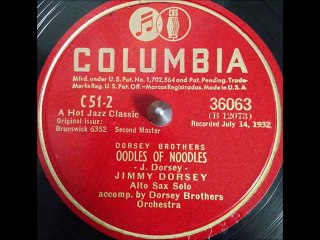 CBS
COLUMBIA
Mfrd. under U.S. Pat. No. 1,702,564 and Pat. Pending. Trade-
Marks Reg. U.S. Pat. Off.-Marcas Registradas. Made in U.S.A.
C 51-2
A Hot Jazz Classic
Original issue:
Brunswick 6352 Second Master
36063
(B 12073)
Recorded July 14, 1932
DORSEY BROTHERS
OODLES OF NOODLES
- J. Dorsey -
JIMMY DORSEY
Alto Sax Solo
accomp. by Dorsey Brothers
Orchestra